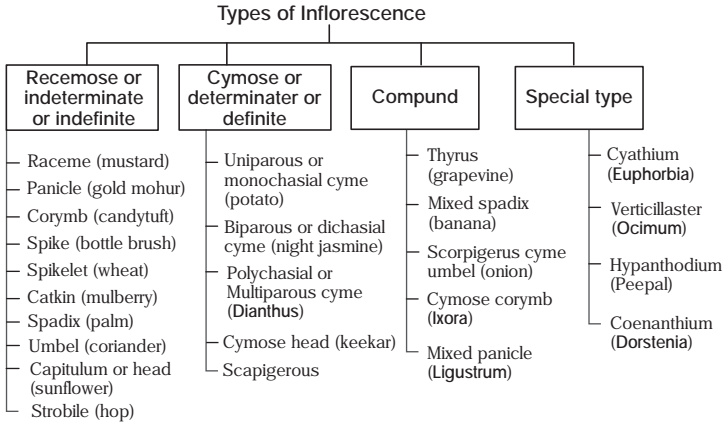 Types of Inflorescence
Recemose or
indeterminate
or indefinite
Raceme (mustard)
Panicle (gold mohur)
Corymb (candytuft)
Spike (bottle brush)
Spikelet (wheat)
Catkin (mulberry)
Spadix (palm)
Umbel (coriander)
Capitulum or head
(sunflower)
Strobile (hop)
Cymose or
determinater or
definite
Uniparous or
monochasial cyme
(potato)
Biparous or dichasial
cyme (night jasmine)
Polychasial or
Multiparous cyme
(Dianthus)
Cymose head (keekar)
Scapigerous
Compund
Thyrus
(grapevine)
Mixed spadix
(banana)
Scorpigerus cyme
umbel (onion)
Cymose corymb
(Ixora)
Mixed panicle
(Ligustrum)
Special type
Cyathium
(Euphorbia)
Verticillaster
(Ocimum)
Hypanthodium
(Peepal)
Coenanthium
(Dorstenia)